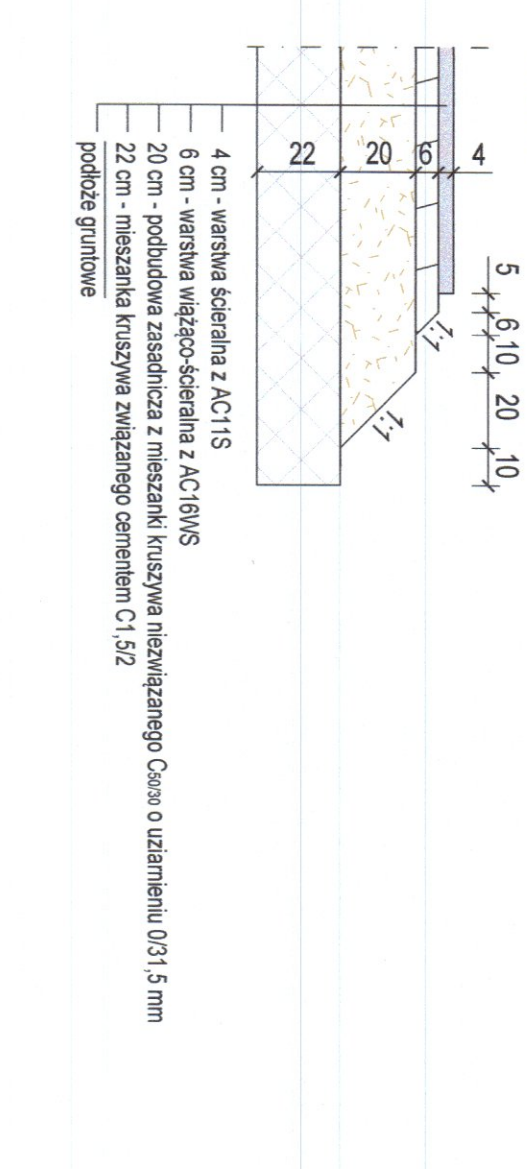 5 6 10 20 10
1:1
1:1
4
6
20
22
4 cm - warstwa ścieralna z AC11S
6 cm - warstwa wiążąco-ścieralna z AC16WS
20 cm - podbudowa zasadnicza z mieszanki kruszywa niezwiązanego C50/30 o uziarnieniu 0/31,5 mm
22 cm - mieszanka kruszywa związanego cementem C1,5/2
podłoże gruntowe